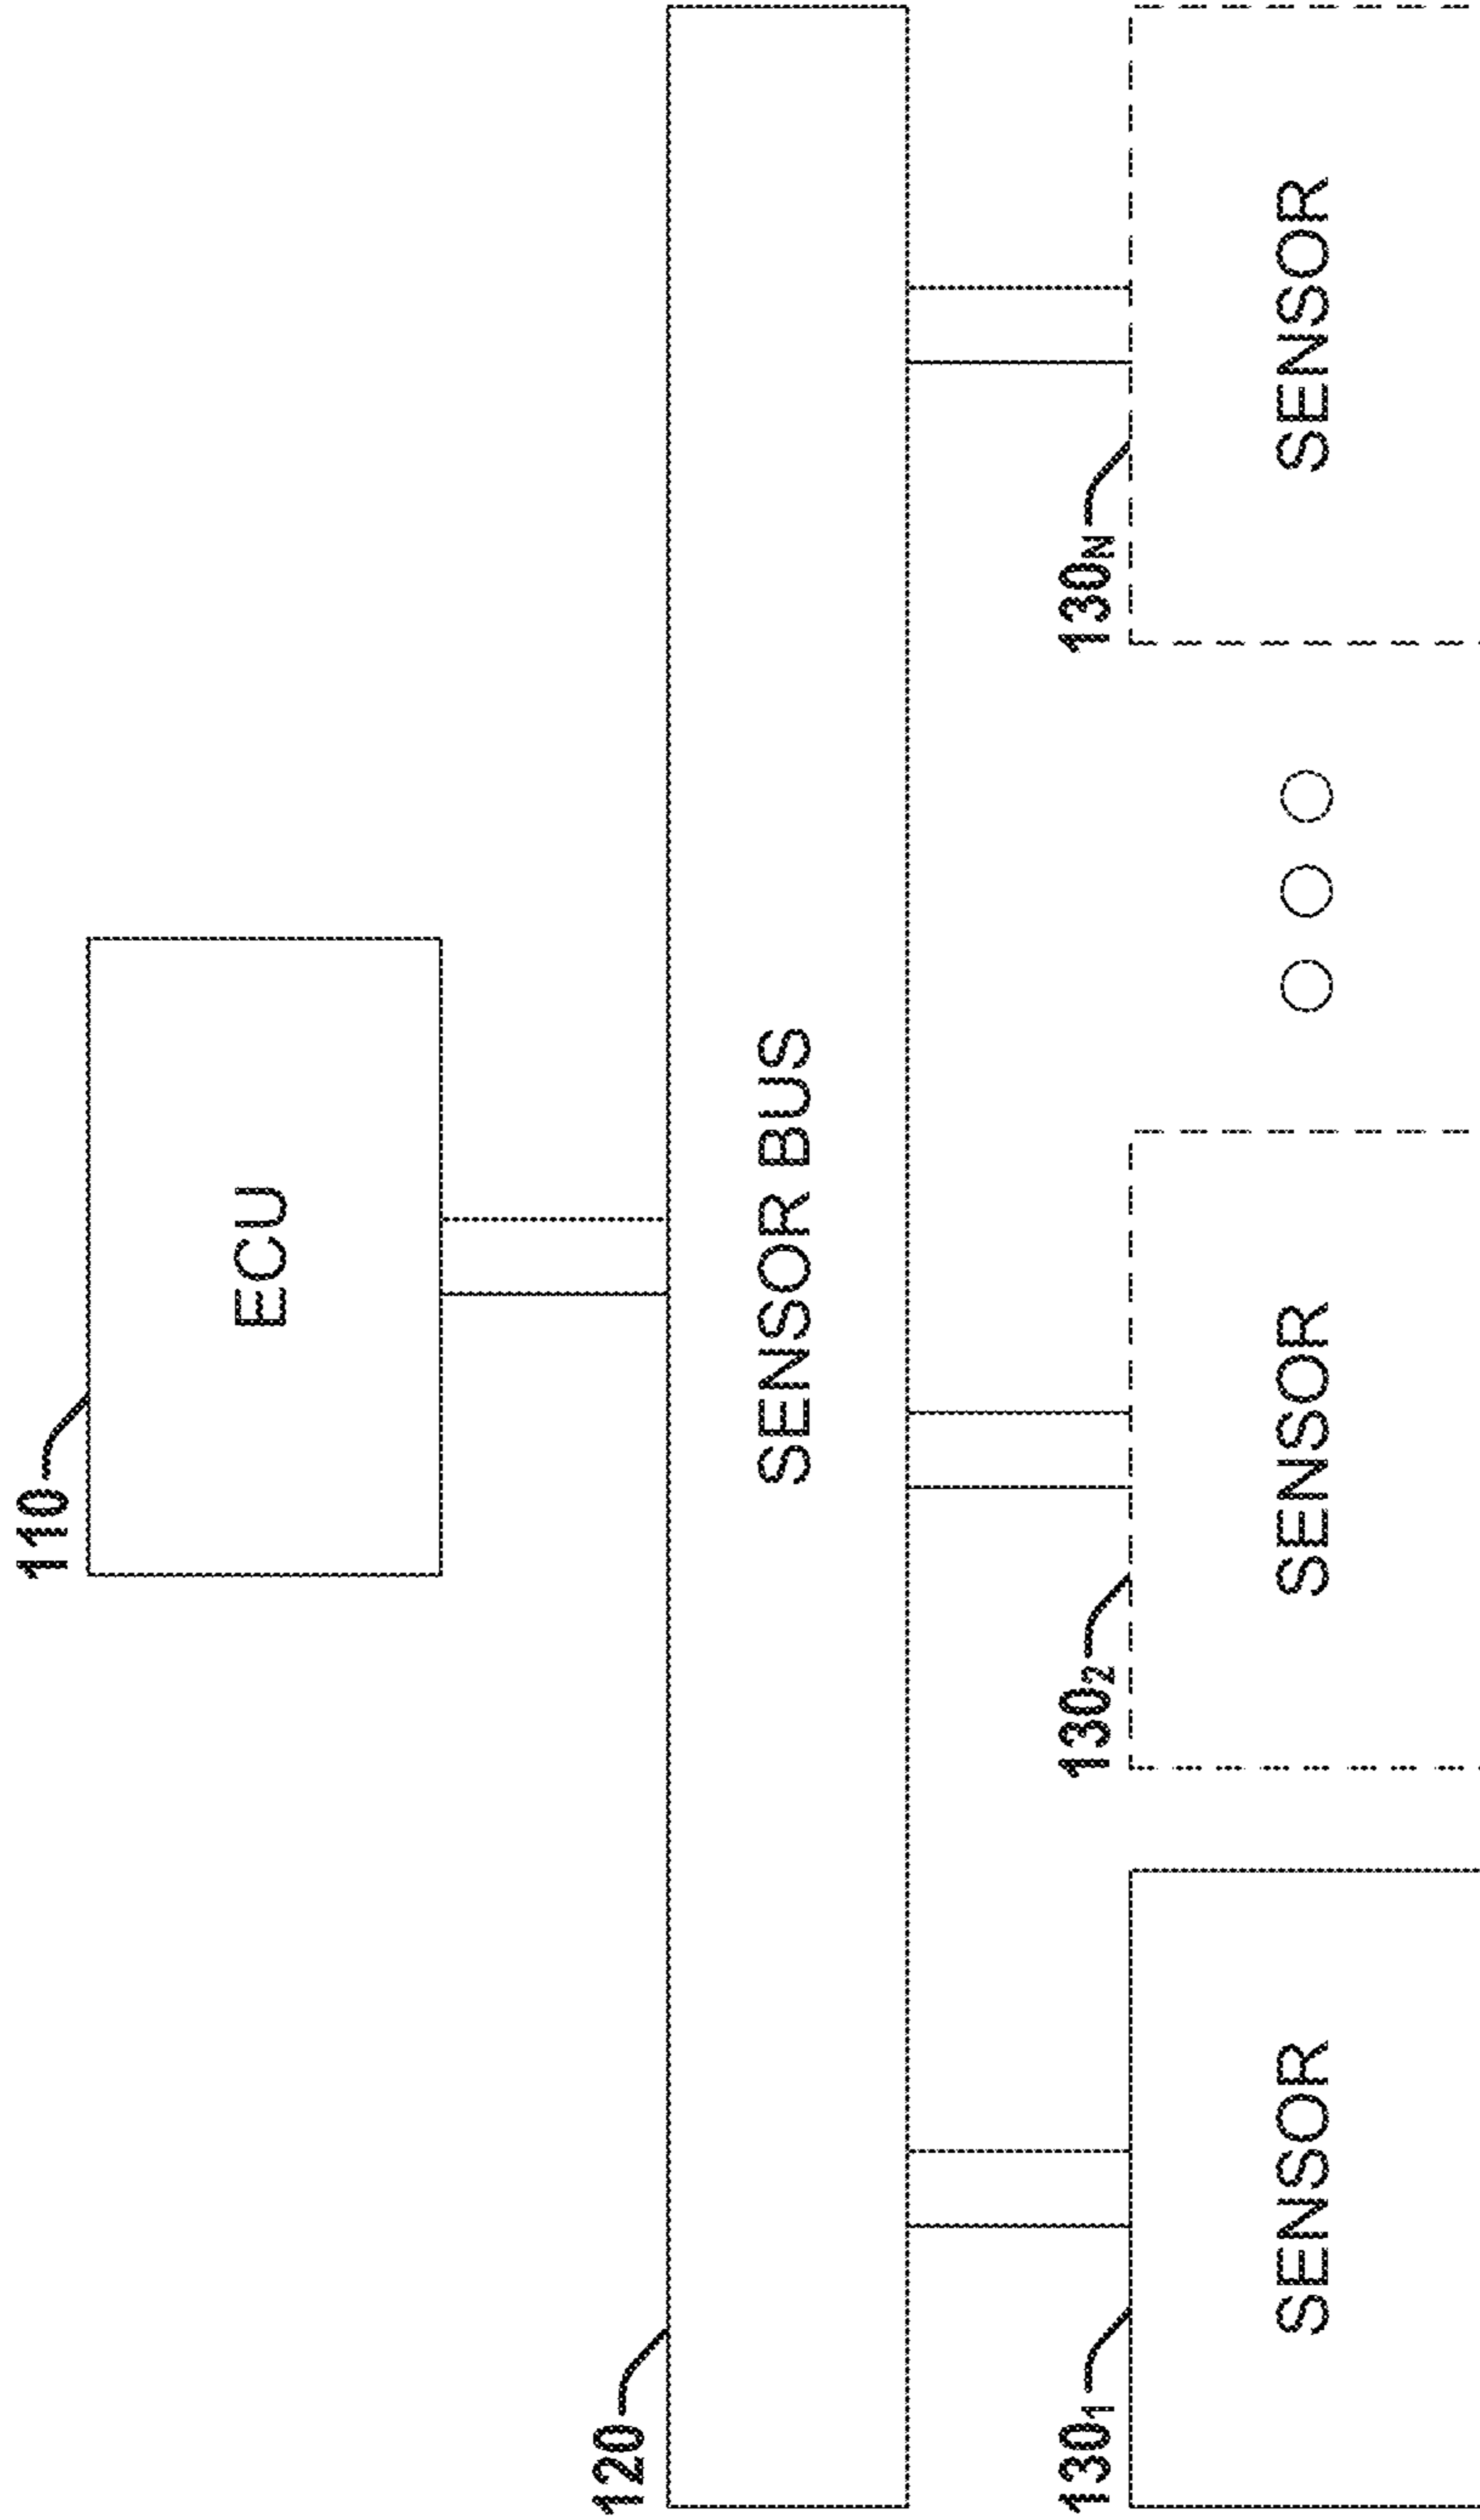 110
ECU
120
SENSOR BUS
130₁
130₂
130ₙ
SENSOR
SENSOR
SENSOR